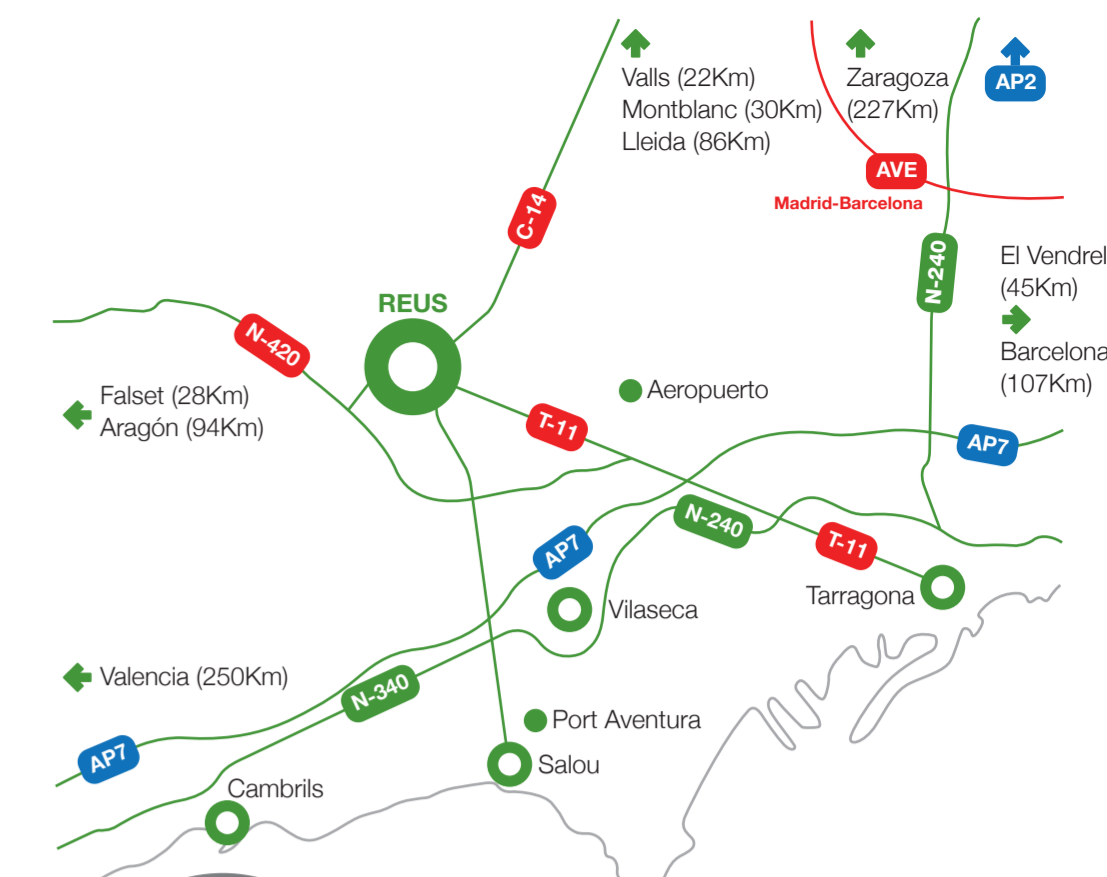 Valls (22Km)
Montblanc (30Km)
Lleida (86Km)
Zaragoza
(227Km)
AP2
AVE
Madrid-Barcelona
C-14
N-240
El Vendrel
(45Km)
Barcelona
(107Km)
REUS
N-420
Falset (28Km)
Aragón (94Km)
Aeropuerto
T-11
AP7
N-240
T-11
AP7
Vilaseca
Tarragona
Valencia (250Km)
N-340
Port Aventura
AP7
Salou
Cambrils